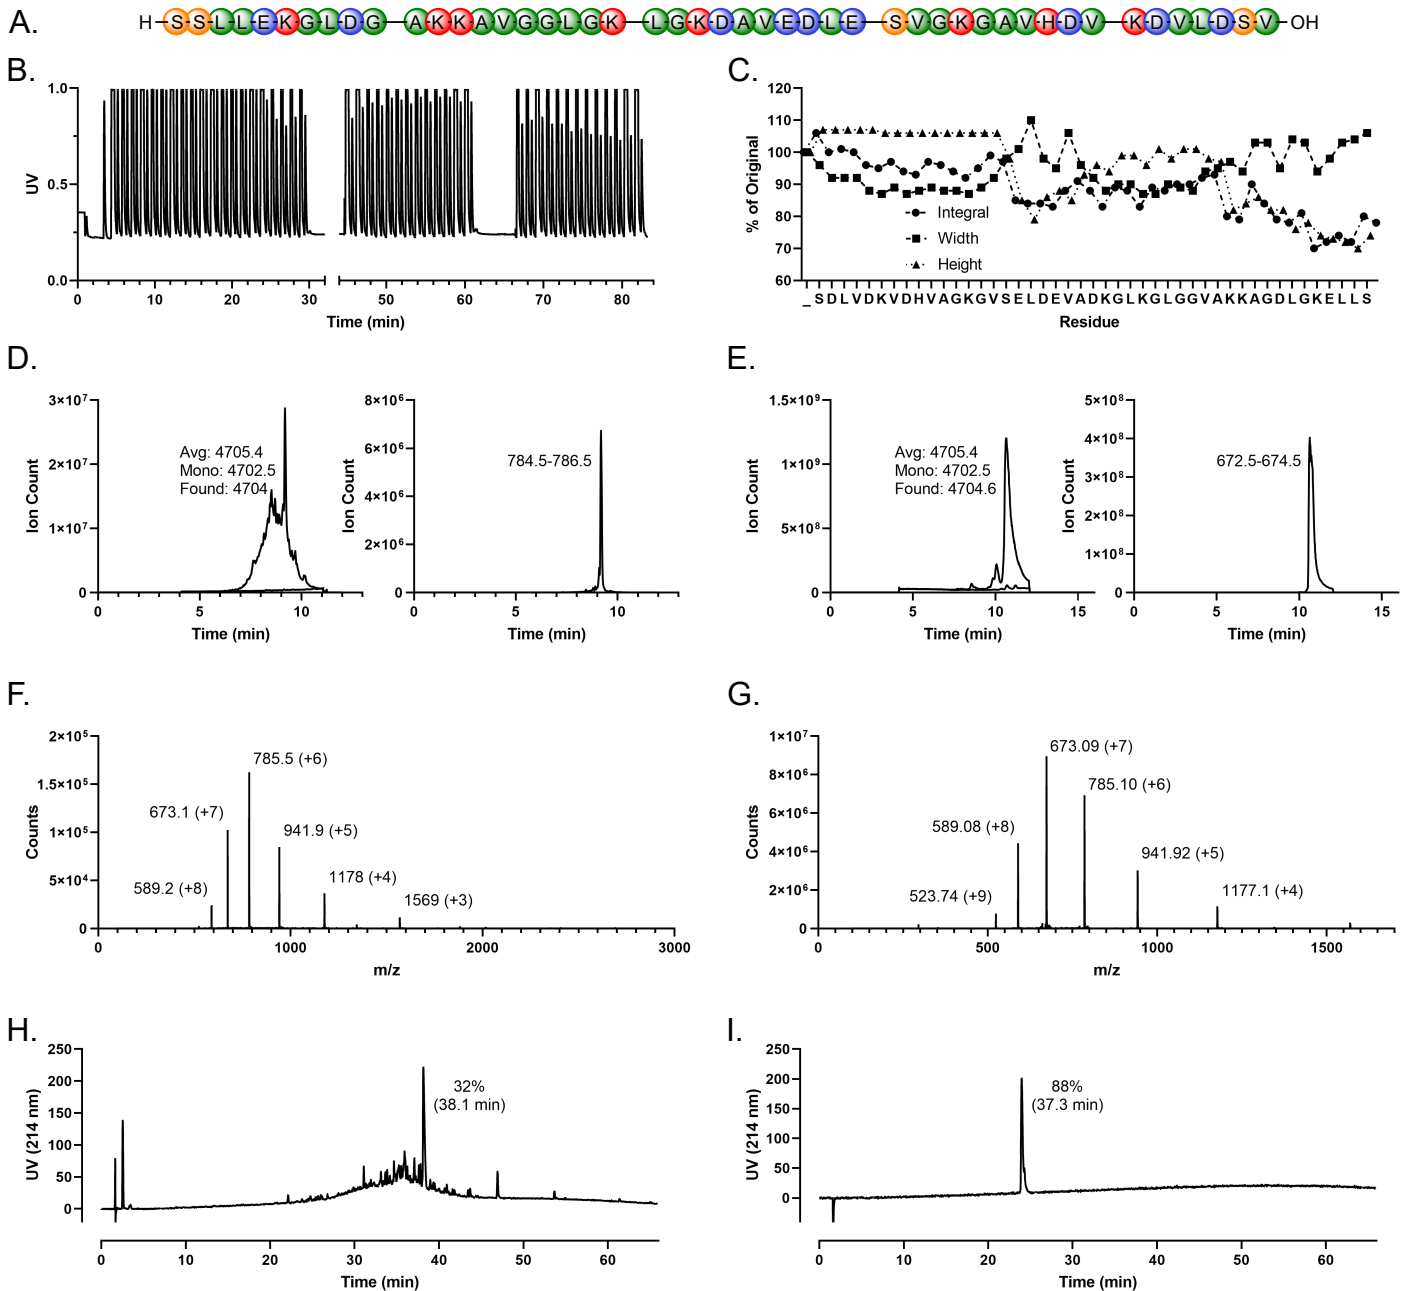 A.
H SSLLEKGLDG AKKAVGGLGK LGKDAVEDLE SVGKGAVHDV KDVLDSV OH
B.
1.0
0.5
0.0
UV
0 10 20 30 50 60 70 80
Time (min)
C.
120
110
100
90
80
70
60
% of Original
Integral
Width
Height
_ S D L V D K V D H V A G K G V S E L D E V A D K G L K G L G G V A K K A G D L G K E L L S
Residue
D.
3×10⁷
2×10⁷
1×10⁷
0
Ion Count
Avg: 4705.4
Mono: 4702.5
Found: 4704
0 5 10
Time (min)
8×10⁶
6×10⁶
4×10⁶
2×10⁶
0
Ion Count
784.5-786.5
0 5 10
Time (min)
E.
1.5×10⁹
1×10⁹
5×10⁸
0
Ion Count
Avg: 4705.4
Mono: 4702.5
Found: 4704.6
0 5 10 15
Time (min)
5×10⁸
4×10⁸
3×10⁸
2×10⁸
1×10⁸
0
Ion Count
672.5-674.5
0 5 10 15
Time (min)
F.
2×10⁵
1.5×10⁵
1×10⁵
5×10⁴
0
Counts
785.5 (+6)
673.1 (+7)
941.9 (+5)
589.2 (+8)
1178 (+4)
1569 (+3)
0 1000 2000 3000
m/z
G.
1×10⁷
8×10⁶
6×10⁶
4×10⁶
2×10⁶
0
Counts
673.09 (+7)
785.10 (+6)
589.08 (+8)
941.92 (+5)
523.74 (+9)
1177.1 (+4)
0 500 1000 1500
m/z
H.
250
200
150
100
50
0
UV (214 nm)
32%
(38.1 min)
0 10 20 30 40 50 60
Time (min)
I.
250
200
150
100
50
0
UV (214 nm)
88%
(37.3 min)
0 10 20 30 40 50 60
Time (min)